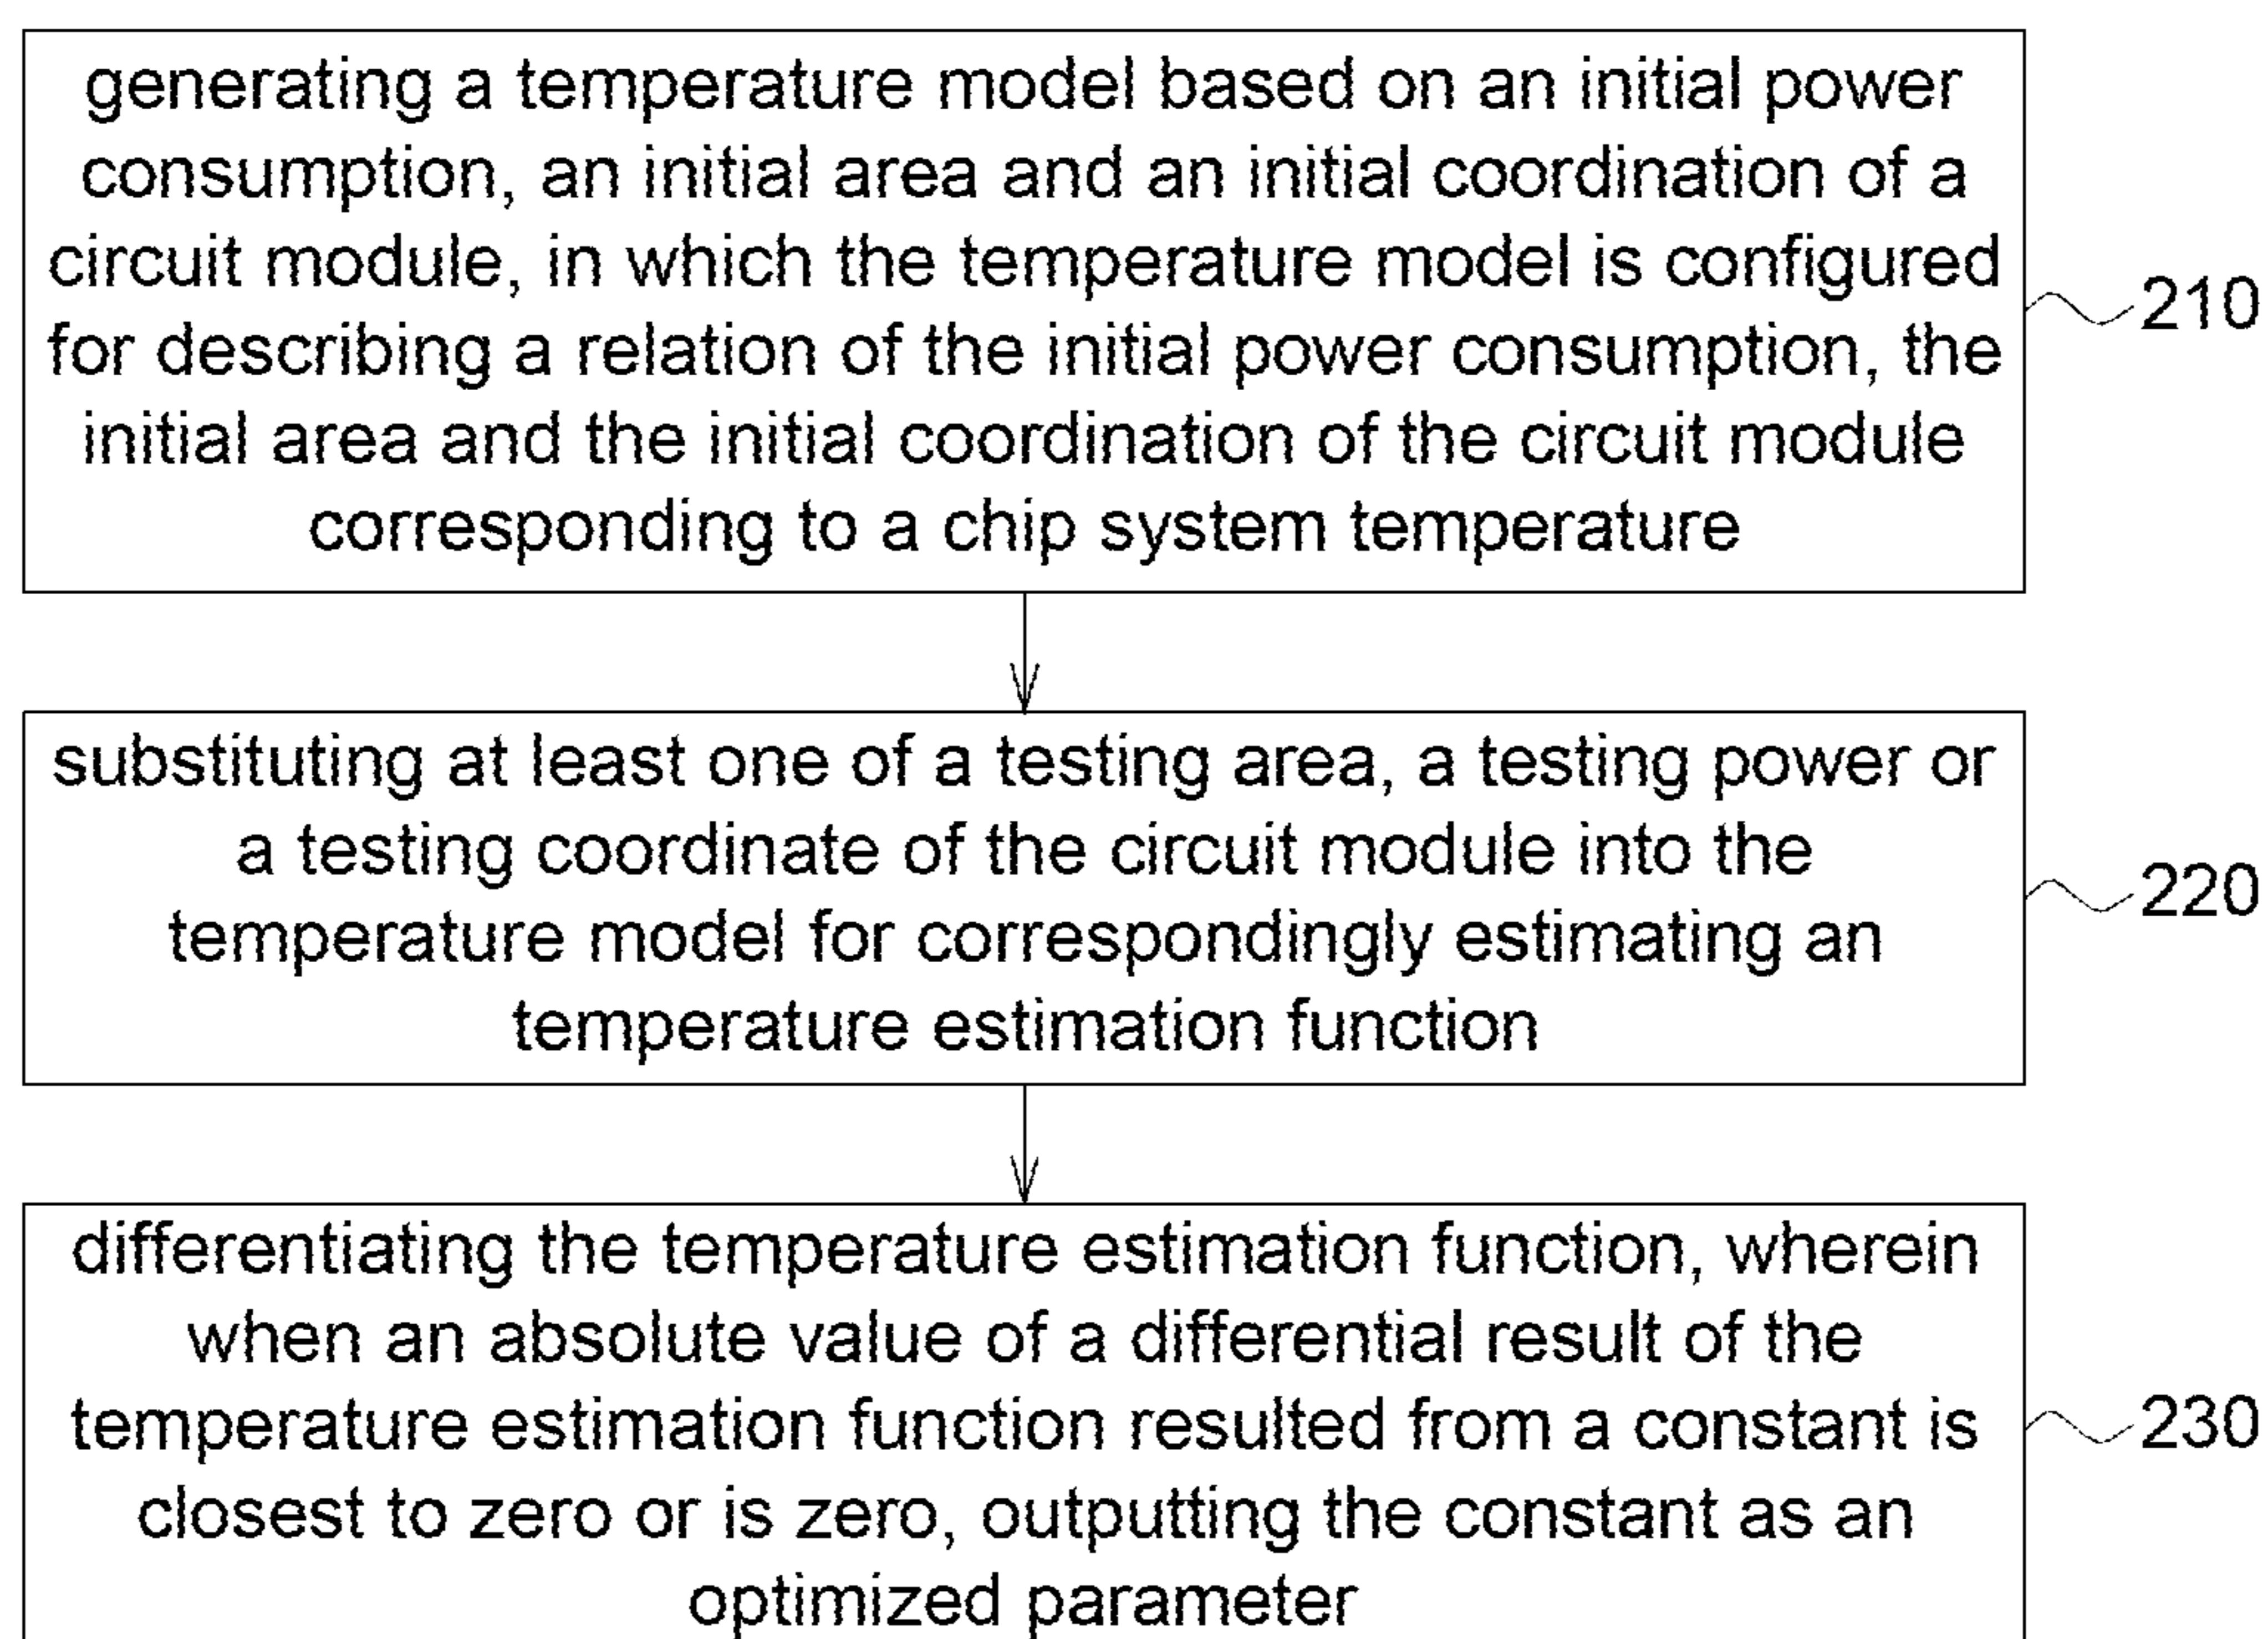 generating a temperature model based on an initial power
consumption, an initial area and an initial coordination of a
circuit module, in which the temperature model is configured
for describing a relation of the initial power consumption, the
initial area and the initial coordination of the circuit module
corresponding to a chip system temperature
210
substituting at least one of a testing area, a testing power or
a testing coordinate of the circuit module into the
temperature model for correspondingly estimating an
temperature estimation function
220
differentiating the temperature estimation function, wherein
when an absolute value of a differential result of the
temperature estimation function resulted from a constant is
closest to zero or is zero, outputting the constant as an
optimized parameter
230